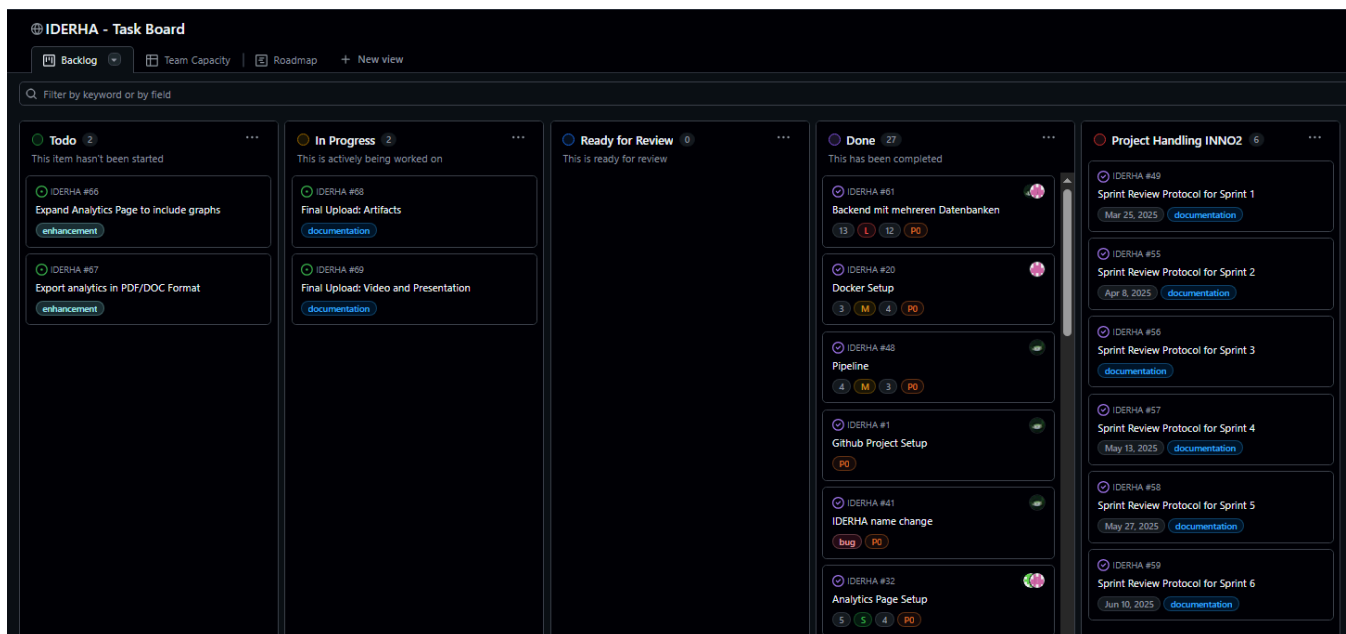 IDERHA - Task Board
Backlog
Team Capacity
Roadmap
+ New view
Filter by keyword or by field
Todo 2
This item hasn't been started
IDERHA #66
Expand Analytics Page to include graphs
enhancement
IDERHA #67
Export analytics in PDF/DOC Format
enhancement
In Progress 2
This is actively being worked on
IDERHA #68
Final Upload: Artifacts
documentation
IDERHA #69
Final Upload: Video and Presentation
documentation
Ready for Review 0
This is ready for review
Done 27
This has been completed
IDERHA #61
Backend mit mehreren Datenbanken
13 L 12 P0
IDERHA #20
Docker Setup
3 M 4 P0
IDERHA #48
Pipeline
4 M 3 P0
IDERHA #1
Github Project Setup
P0
IDERHA #41
IDERHA name change
bug P0
IDERHA #32
Analytics Page Setup
5 S 4 P0
Project Handling INNO2 6
IDERHA #49
Sprint Review Protocol for Sprint 1
Mar 25, 2025 documentation
IDERHA #55
Sprint Review Protocol for Sprint 2
Apr 8, 2025 documentation
IDERHA #56
Sprint Review Protocol for Sprint 3
documentation
IDERHA #57
Sprint Review Protocol for Sprint 4
May 13, 2025 documentation
IDERHA #58
Sprint Review Protocol for Sprint 5
May 27, 2025 documentation
IDERHA #59
Sprint Review Protocol for Sprint 6
Jun 10, 2025 documentation